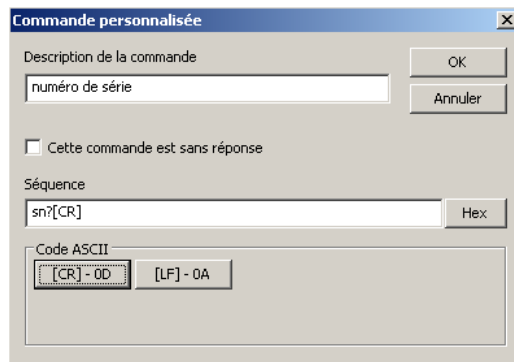 Commande personnalisée
Description de la commande
OK
numéro de série
Annuler
Cette commande est sans réponse
Séquence
sn?[CR]
Hex
Code ASCII
[CR] - 0D
[LF] - 0A